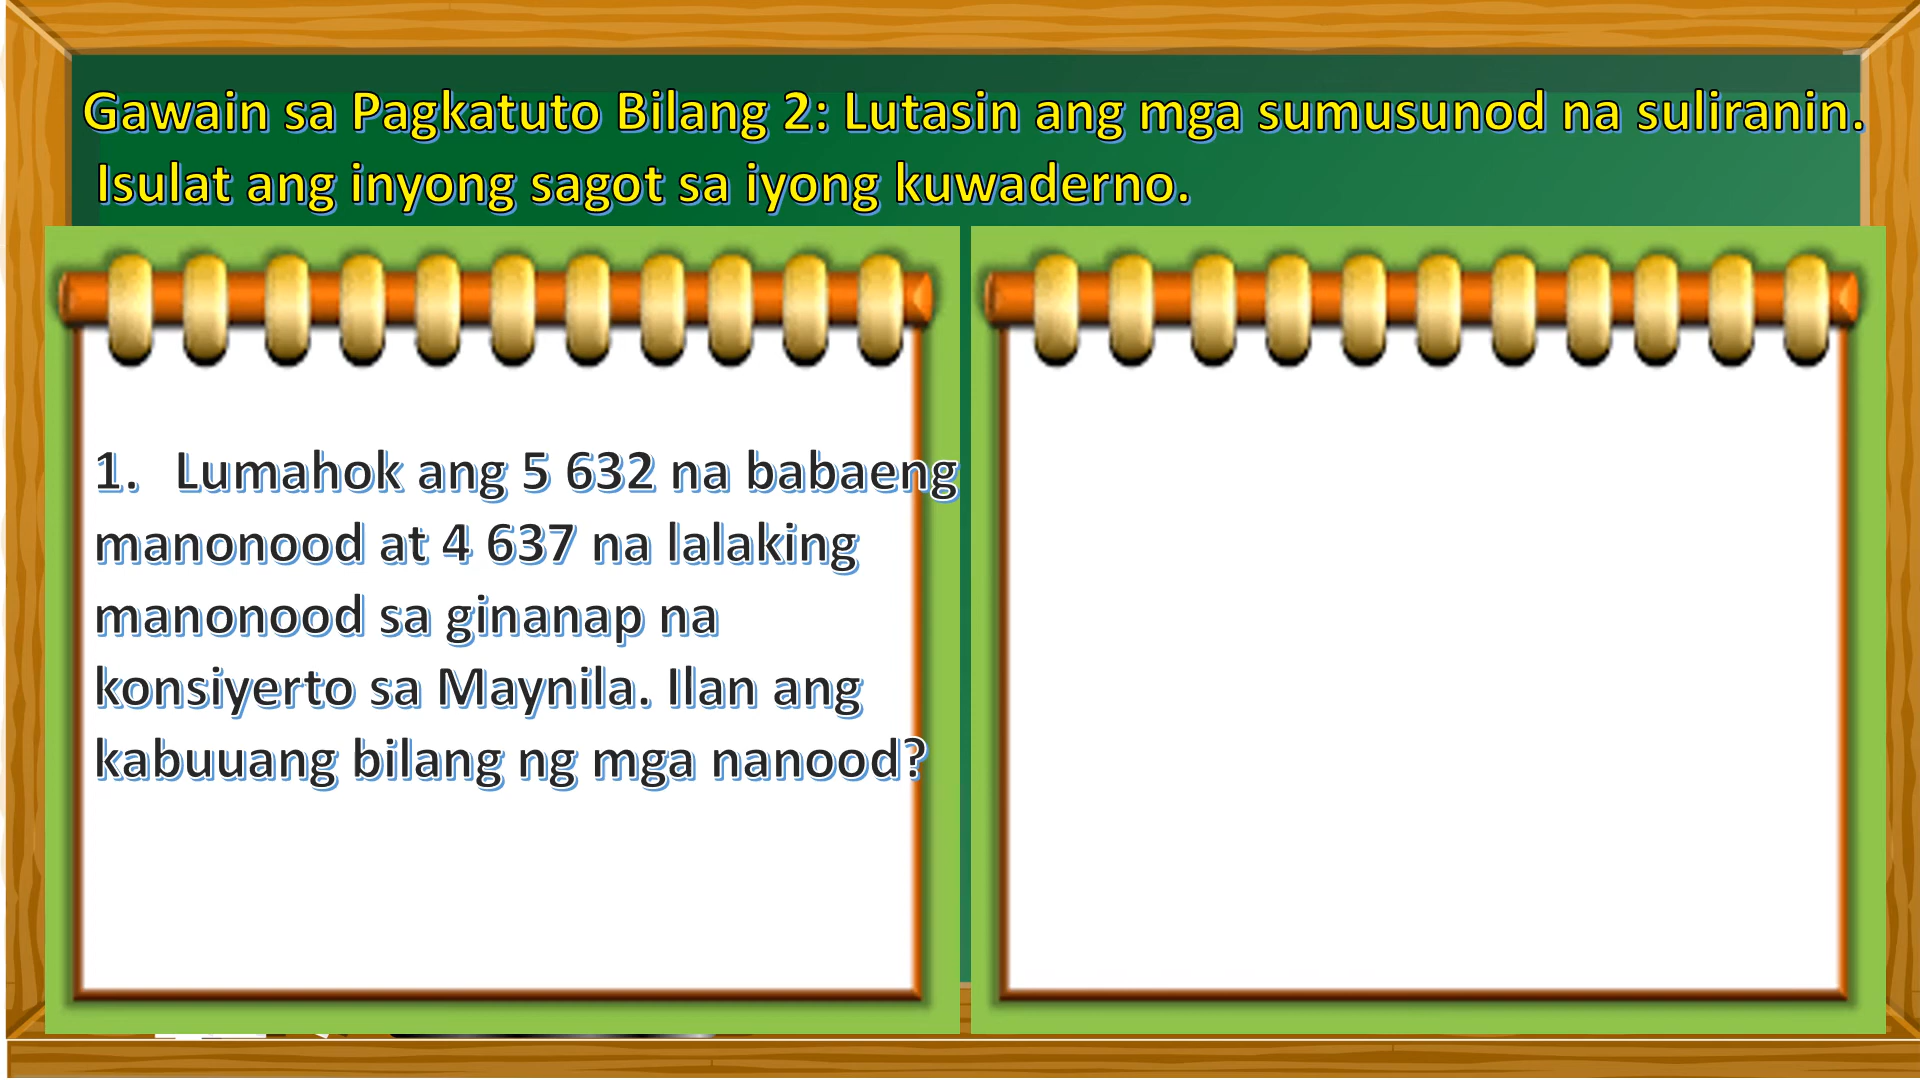 Gawain sa Pagkatuto Bilang 2: Lutasin ang mga sumusunod na suliranin.
Isulat ang inyong sagot sa iyong kuwaderno.
1. Lumahok ang 5 632 na babaeng
manonood at 4 637 na lalaking
manonood sa ginanap na
konsiyerto sa Maynila. Ilan ang
kabuuang bilang ng mga nanood?